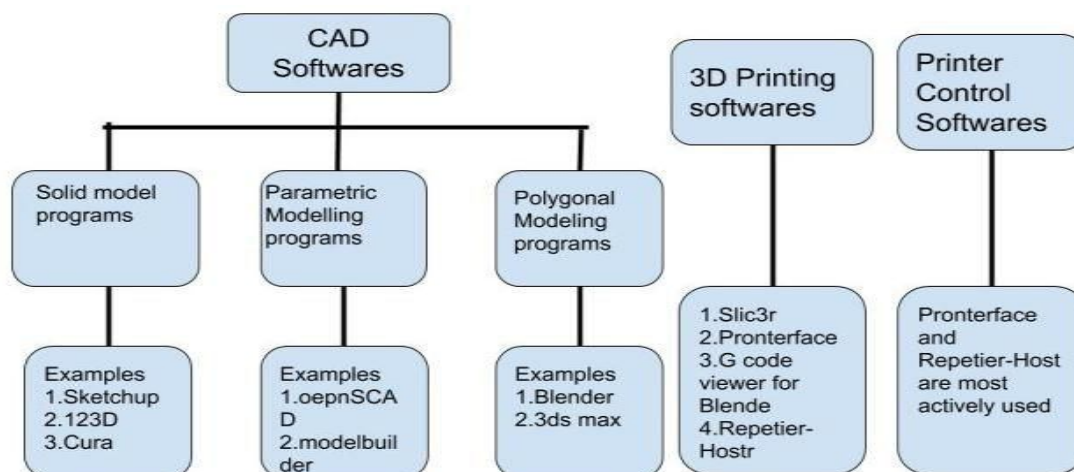 CAD
Softwares
3D Printing
softwares
Printer
Control
Softwares
Solid model
programs
Parametric
Modelling
programs
Polygonal
Modeling
programs
Examples
1.Sketchup
2.123D
3.Cura
Examples
1.oepnSCA
D
2.modelbuil
der
Examples
1.Blender
2.3ds max
1.Slic3r
2.Pronterface
3.G code
viewer for
Blende
4.Repetier-
Hostr
Pronterface
and
Repetier-Host
are most
actively used